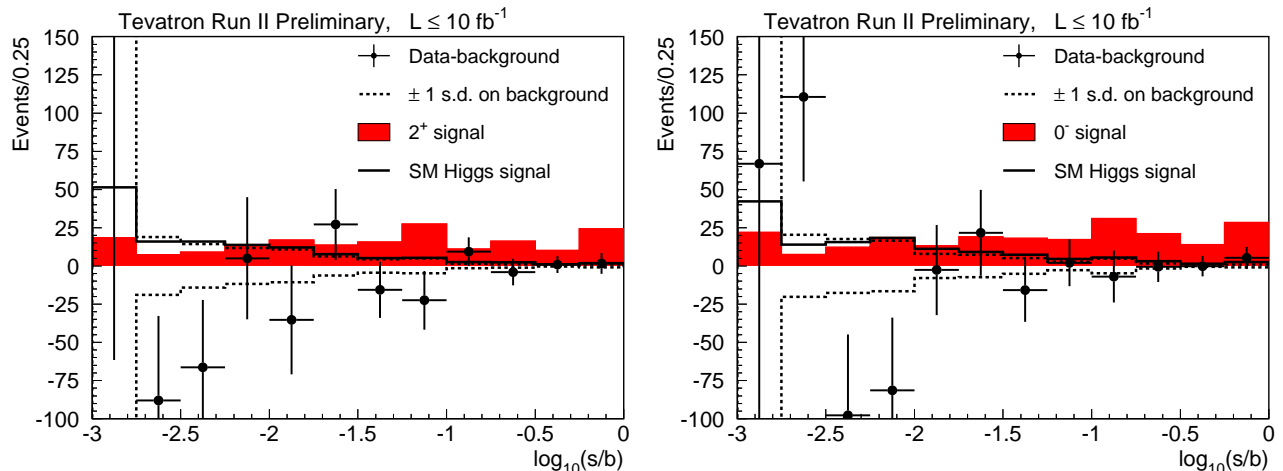 Tevatron Run II Preliminary, L ≤ 10 fb⁻¹
Events/0.25
150
125
100
75
50
25
0
-25
-50
-75
-100
Data-background
± 1 s.d. on background
2⁺ signal
SM Higgs signal
-3 -2.5 -2 -1.5 -1 -0.5 0
log₁₀(s/b)
Tevatron Run II Preliminary, L ≤ 10 fb⁻¹
Events/0.25
150
125
100
75
50
25
0
-25
-50
-75
-100
Data-background
± 1 s.d. on background
0⁻ signal
SM Higgs signal
-3 -2.5 -2 -1.5 -1 -0.5 0
log₁₀(s/b)